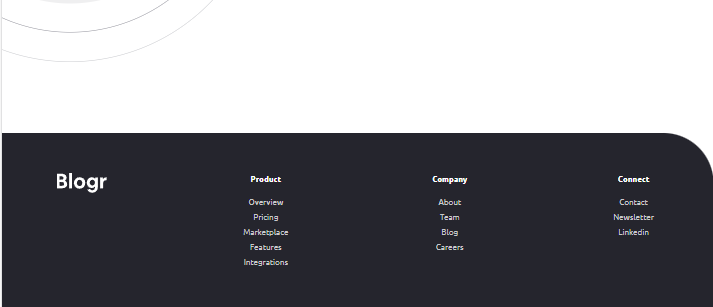 Blogr
Product
Overview
Pricing
Marketplace
Features
Integrations
Company
About
Team
Blog
Careers
Connect
Contact
Newsletter
Linkedin